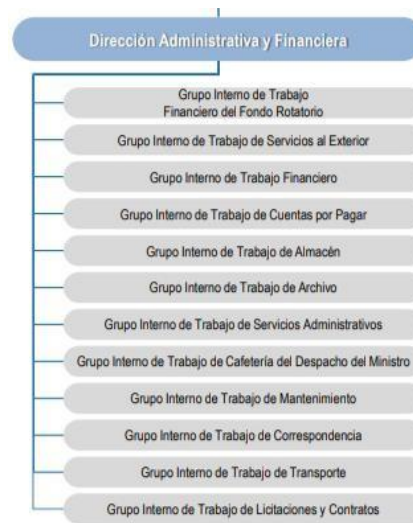 Dirección Administrativa y Financiera
Grupo Interno de Trabajo
Financiero del Fondo Rotatorio
Grupo Interno de Trabajo de Servicios al Exterior
Grupo Interno de Trabajo Financiero
Grupo Interno de Trabajo de Cuentas por Pagar
Grupo Interno de Trabajo de Almacén
Grupo Interno de Trabajo de Archivo
Grupo Interno de Trabajo de Servicios Administrativos
Grupo Interno de Trabajo de Cafetería del Despacho del Ministro
Grupo Interno de Trabajo de Mantenimiento
Grupo Interno de Trabajo de Correspondencia
Grupo Interno de Trabajo de Transporte
Grupo Interno de Trabajo de Licitaciones y Contratos